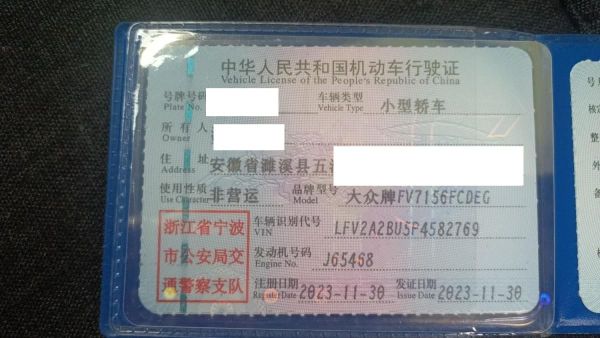 中华人民共和国机动车行驶证
Vehicle License of the People's Republic of China
号牌号码 车辆类型 小型轿车
Plate No. Vehicle Type
所有人
Owner
住 址 安徽省濉溪县五
Address
使用性质 非营运 品牌型号 大众牌FV7156FCDEG
Use Character Model
浙江省宁波 车辆识别代号 LFV2A2BU5P4582769
市公安局交 VIN
通警察支队 发动机号码 J65468
Engine No.
注册日期 2023-11-30 发证日期 2023-11-30
Register Date Issue Date